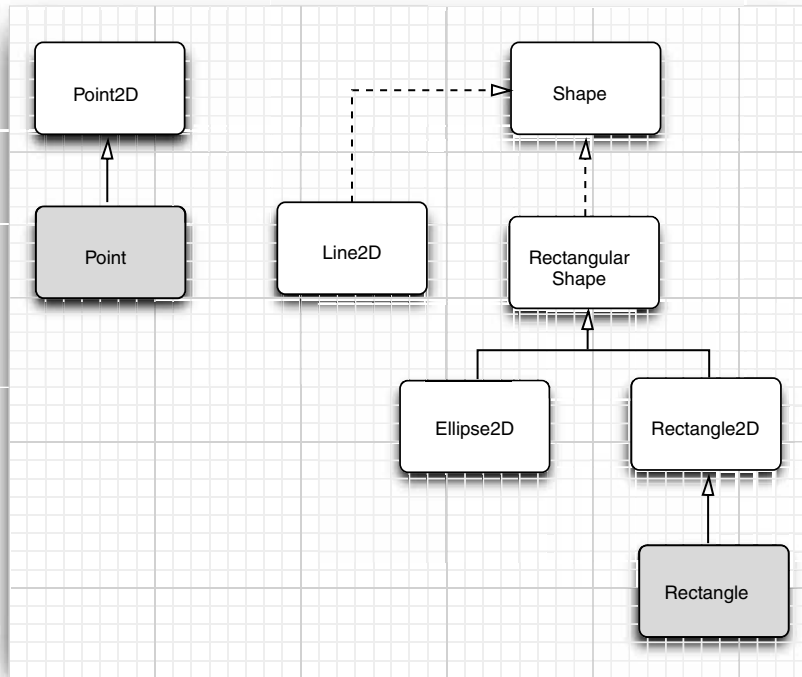 Point2D
Shape
Point
Line2D
Rectangular
Shape
Ellipse2D
Rectangle2D
Rectangle